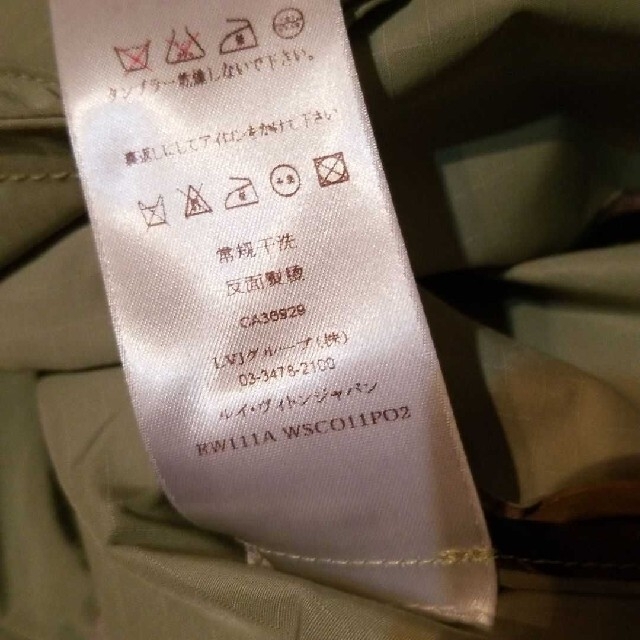 タンブラー乾燥しないで下さい。
裏返しにしてアイロンをかけて下さい
常规干洗
反面製熨
CA36929
LVJグループ(株)
03-3478-2100
ルイ・ヴィトンジャパン
RW111A WSCO11PO2